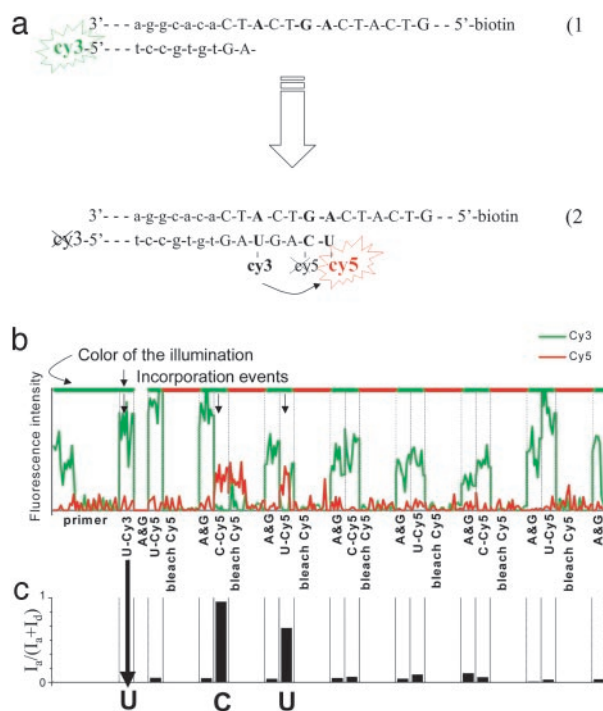 a
3'- - - a-g-g-c-a-c-a-C-T-A-C-T-G-A-C-T-A-C-T-G - - 5'-biotin (1
cy3-5'- - - t-c-c-g-t-g-t-G-A-
3'- - - a-g-g-c-a-c-a-C-T-A-C-T-G-A-C-T-A-C-T-G - - 5'-biotin (2
cy3-5'- - - t-c-c-g-t-g-t-G-A-U-G-A-C-U
cy3 cy5 cy5
b
Color of the illumination
Incorporation events
Cy3
Cy5
Fluorescence intensity
primer
U-Cy3
A&G
U-Cy5
bleach Cy5
A&G
C-Cy5
bleach Cy5
A&G
U-Cy5
bleach Cy5
A&G
C-Cy5
bleach Cy5
A&G
U-Cy5
bleach Cy5
A&G
C-Cy5
bleach Cy5
A&G
U-Cy5
bleach Cy5
A&G
c
Ia/(Ia+Id)
1
0
U C U